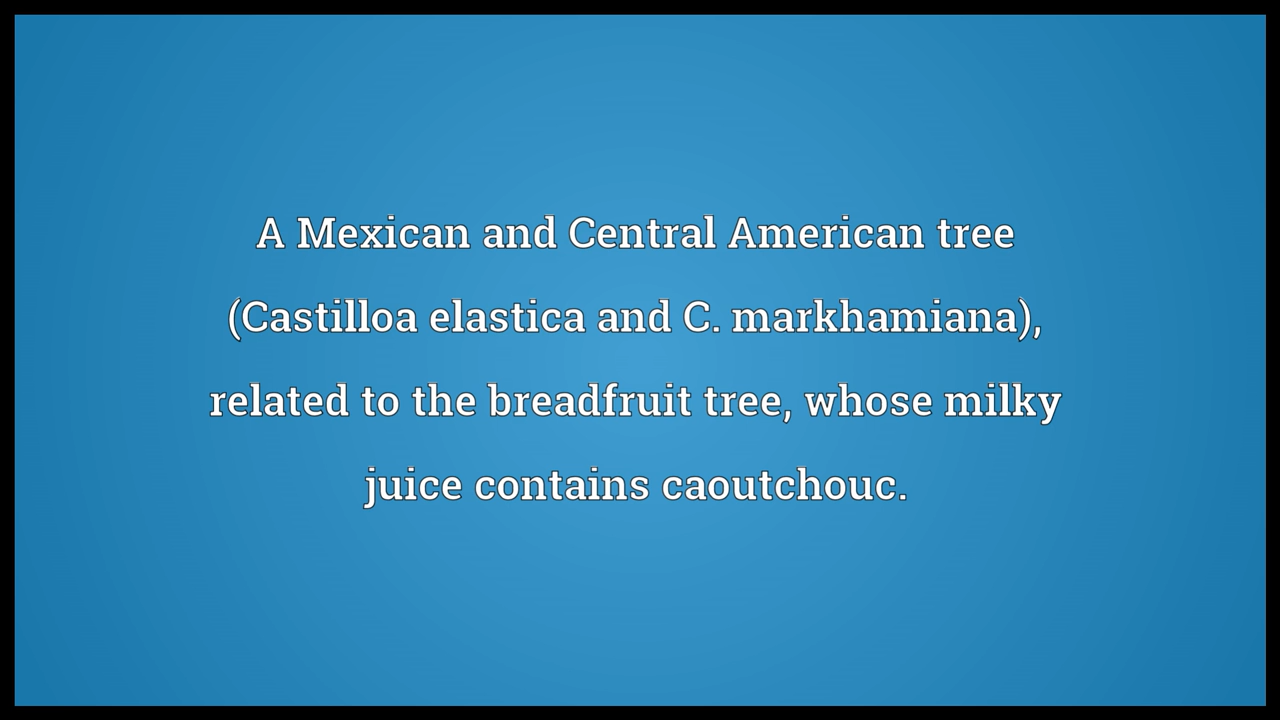 A Mexican and Central American tree
(Castilloa elastica and C. markhamiana),
related to the breadfruit tree, whose milky
juice contains caoutchouc.